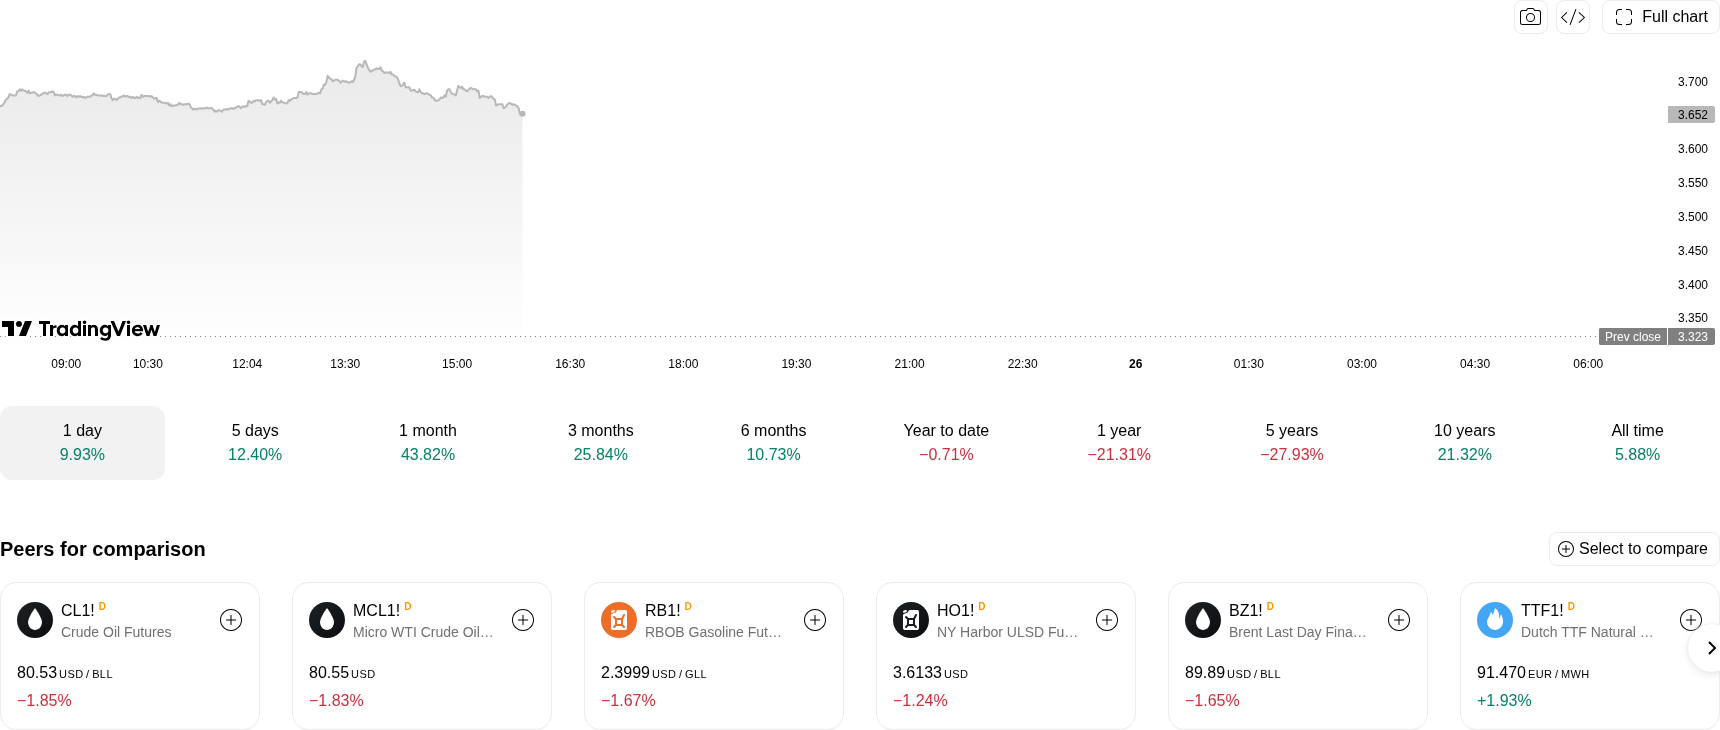 Full chart
3.700
3.652
3.600
3.550
3.500
3.450
3.400
3.350
TradingView
Prev close 3.323
09:00 10:30 12:04 13:30 15:00 16:30 18:00 19:30 21:00 22:30 26 01:30 03:00 04:30 06:00
1 day 5 days 1 month 3 months 6 months Year to date 1 year 5 years 10 years All time
9.93% 12.40% 43.82% 25.84% 10.73% −0.71% −21.31% −27.93% 21.32% 5.88%
Peers for comparison
Select to compare
CL1! D
Crude Oil Futures
80.53 USD / BLL
−1.85%
MCL1! D
Micro WTI Crude Oil…
80.55 USD
−1.83%
RB1! D
RBOB Gasoline Fut…
2.3999 USD / GLL
−1.67%
HO1! D
NY Harbor ULSD Fu…
3.6133 USD
−1.24%
BZ1! D
Brent Last Day Fina…
89.89 USD / BLL
−1.65%
TTF1! D
Dutch TTF Natural …
91.470 EUR / MWH
+1.93%